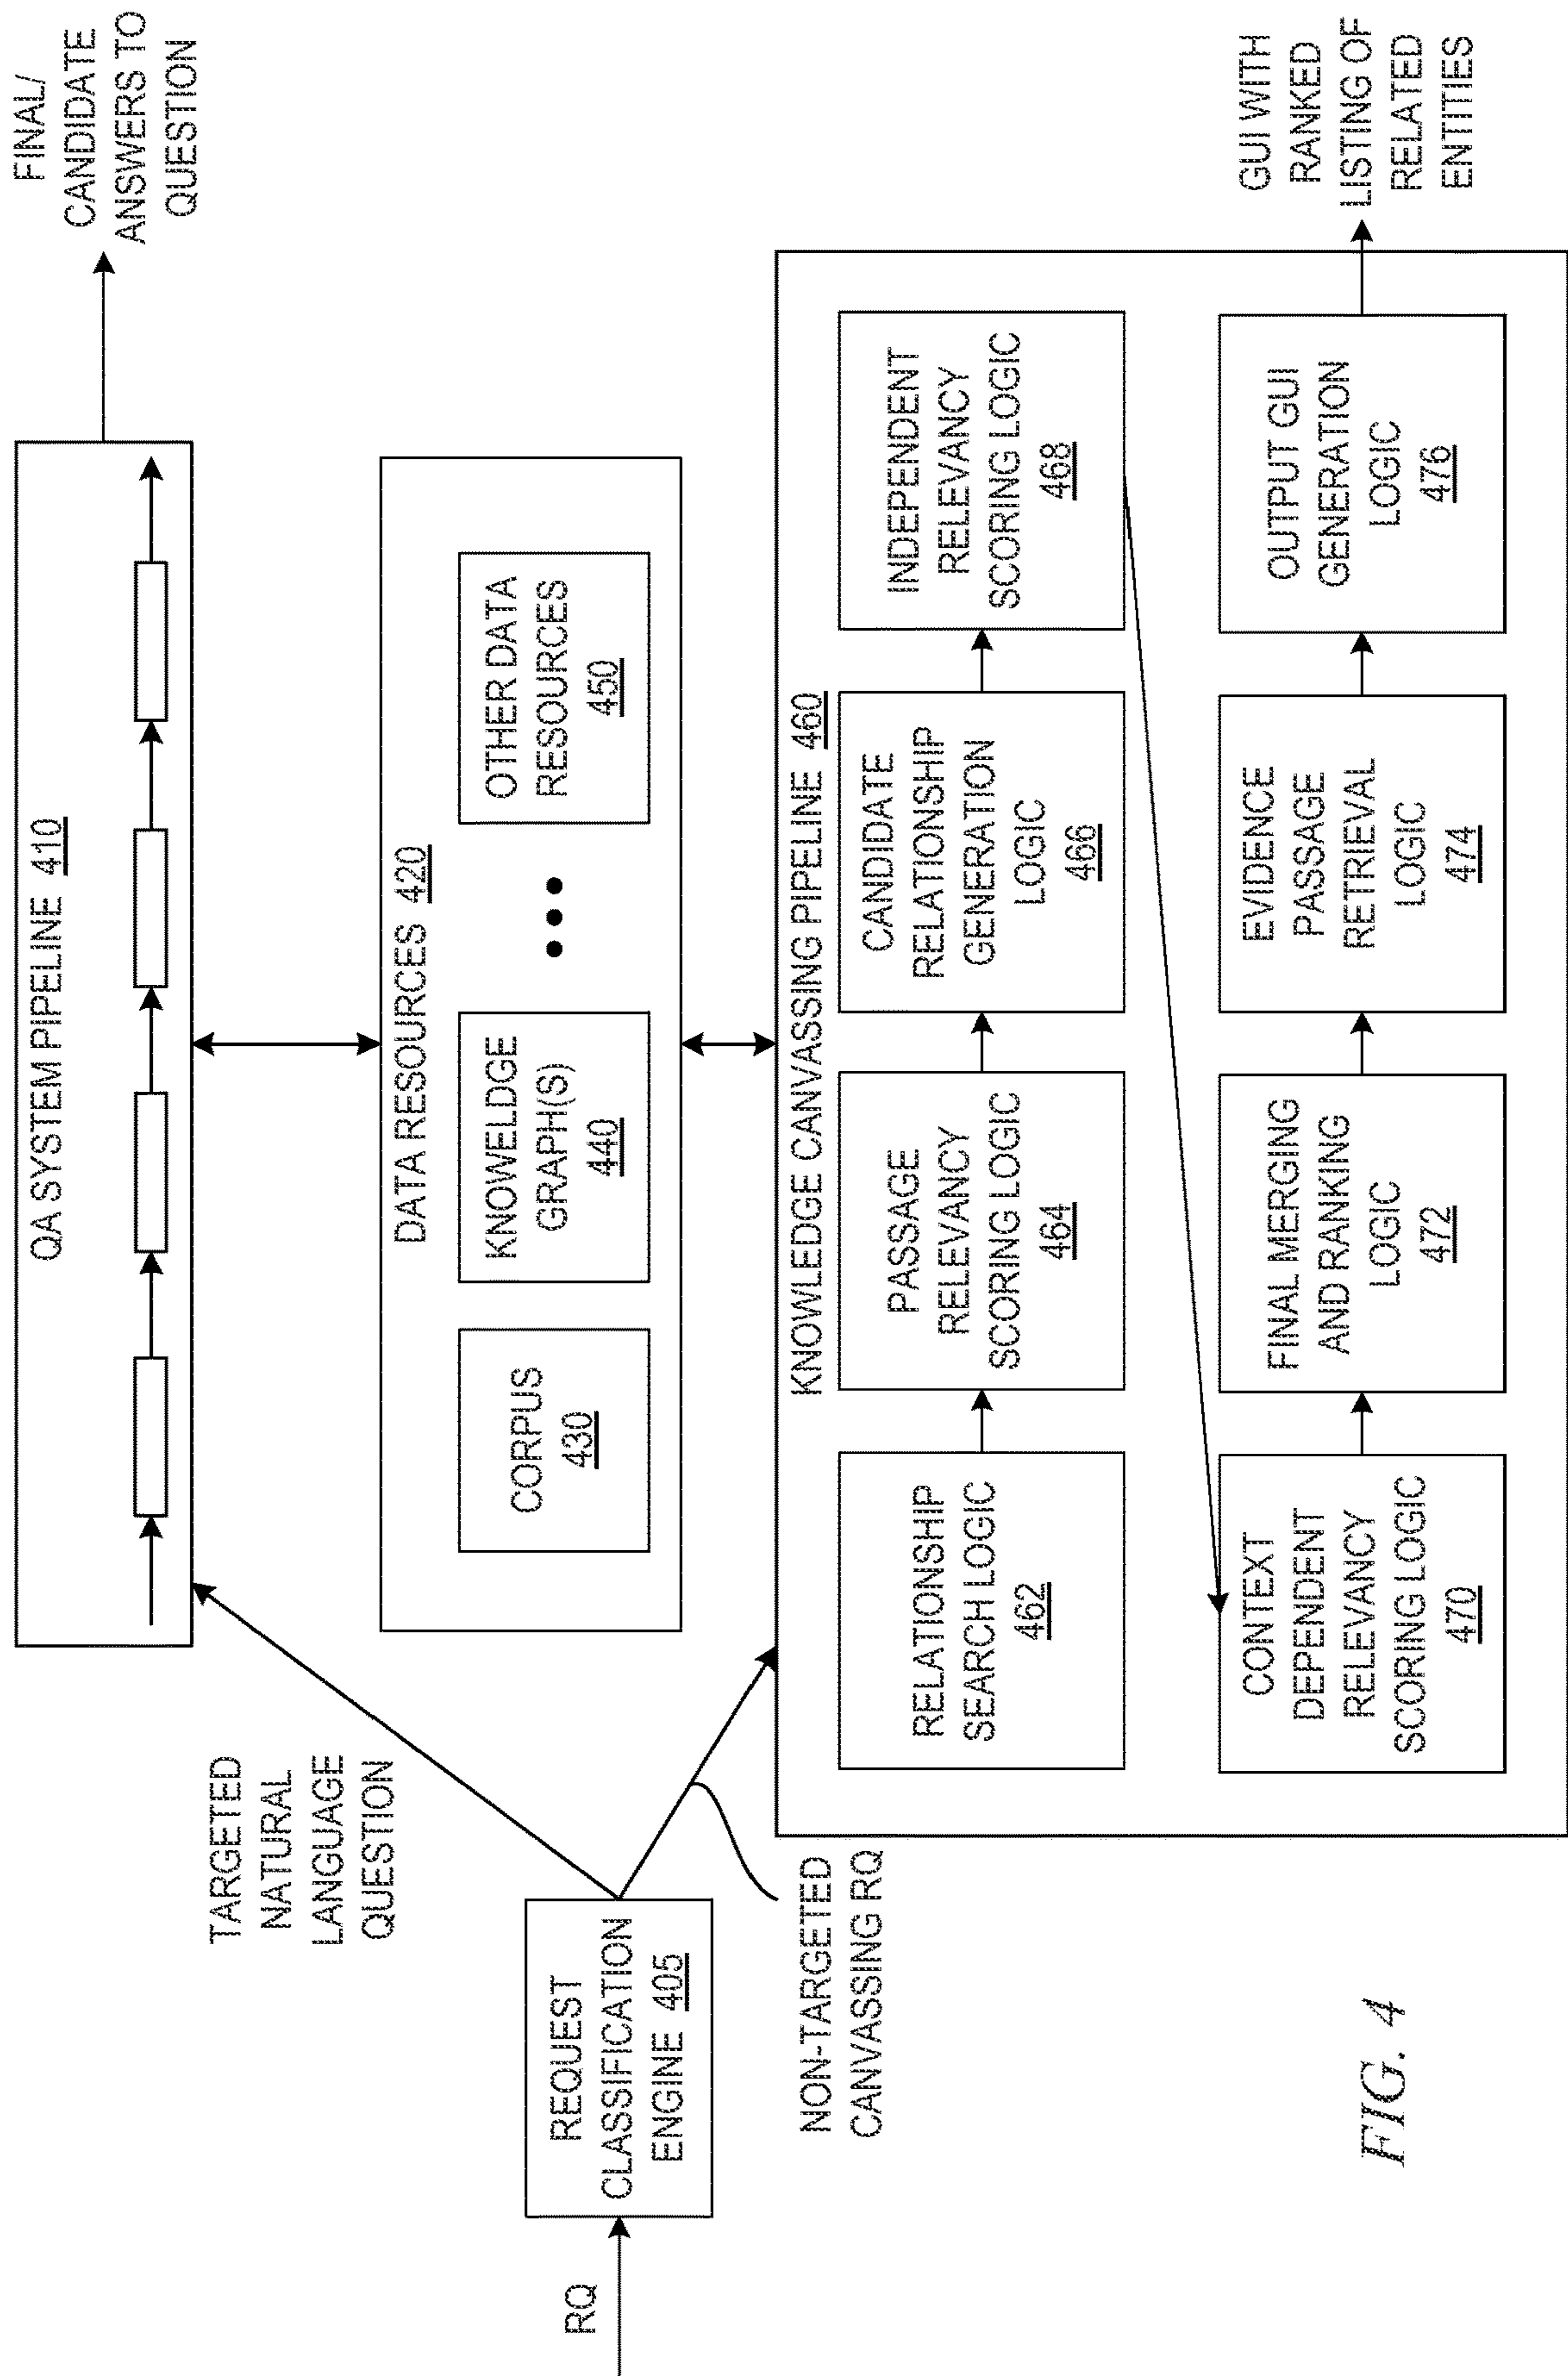 RQ
REQUEST
CLASSIFICATION
ENGINE 405
TARGETED
NATURAL
LANGUAGE
QUESTION
NON-TARGETED
CANVASSING RQ
QA SYSTEM PIPELINE 410
FINAL/
CANDIDATE
ANSWERS TO
QUESTION
DATA RESOURCES 420
CORPUS
430
KNOWELDGE
GRAPH(S)
440
OTHER DATA
RESOURCES
450
KNOWLEDGE CANVASSING PIPELINE 460
RELATIONSHIP
SEARCH LOGIC
462
PASSAGE
RELEVANCY
SCORING LOGIC
464
CANDIDATE
RELATIONSHIP
GENERATION
LOGIC
466
INDEPENDENT
RELEVANCY
SCORING LOGIC
468
CONTEXT
DEPENDENT
RELEVANCY
SCORING LOGIC
470
FINAL MERGING
AND RANKING
LOGIC
472
EVIDENCE
PASSAGE
RETRIEVAL
LOGIC
474
OUTPUT GUI
GENERATION
LOGIC
476
GUI WITH
RANKED
LISTING OF
RELATED
ENTITIES
FIG. 4